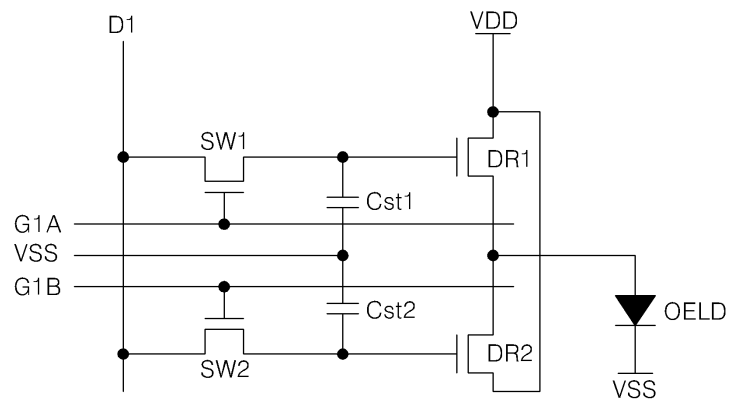 D1
VDD
SW1
DR1
Cst1
G1A
VSS
G1B
Cst2
OELD
SW2
DR2
VSS